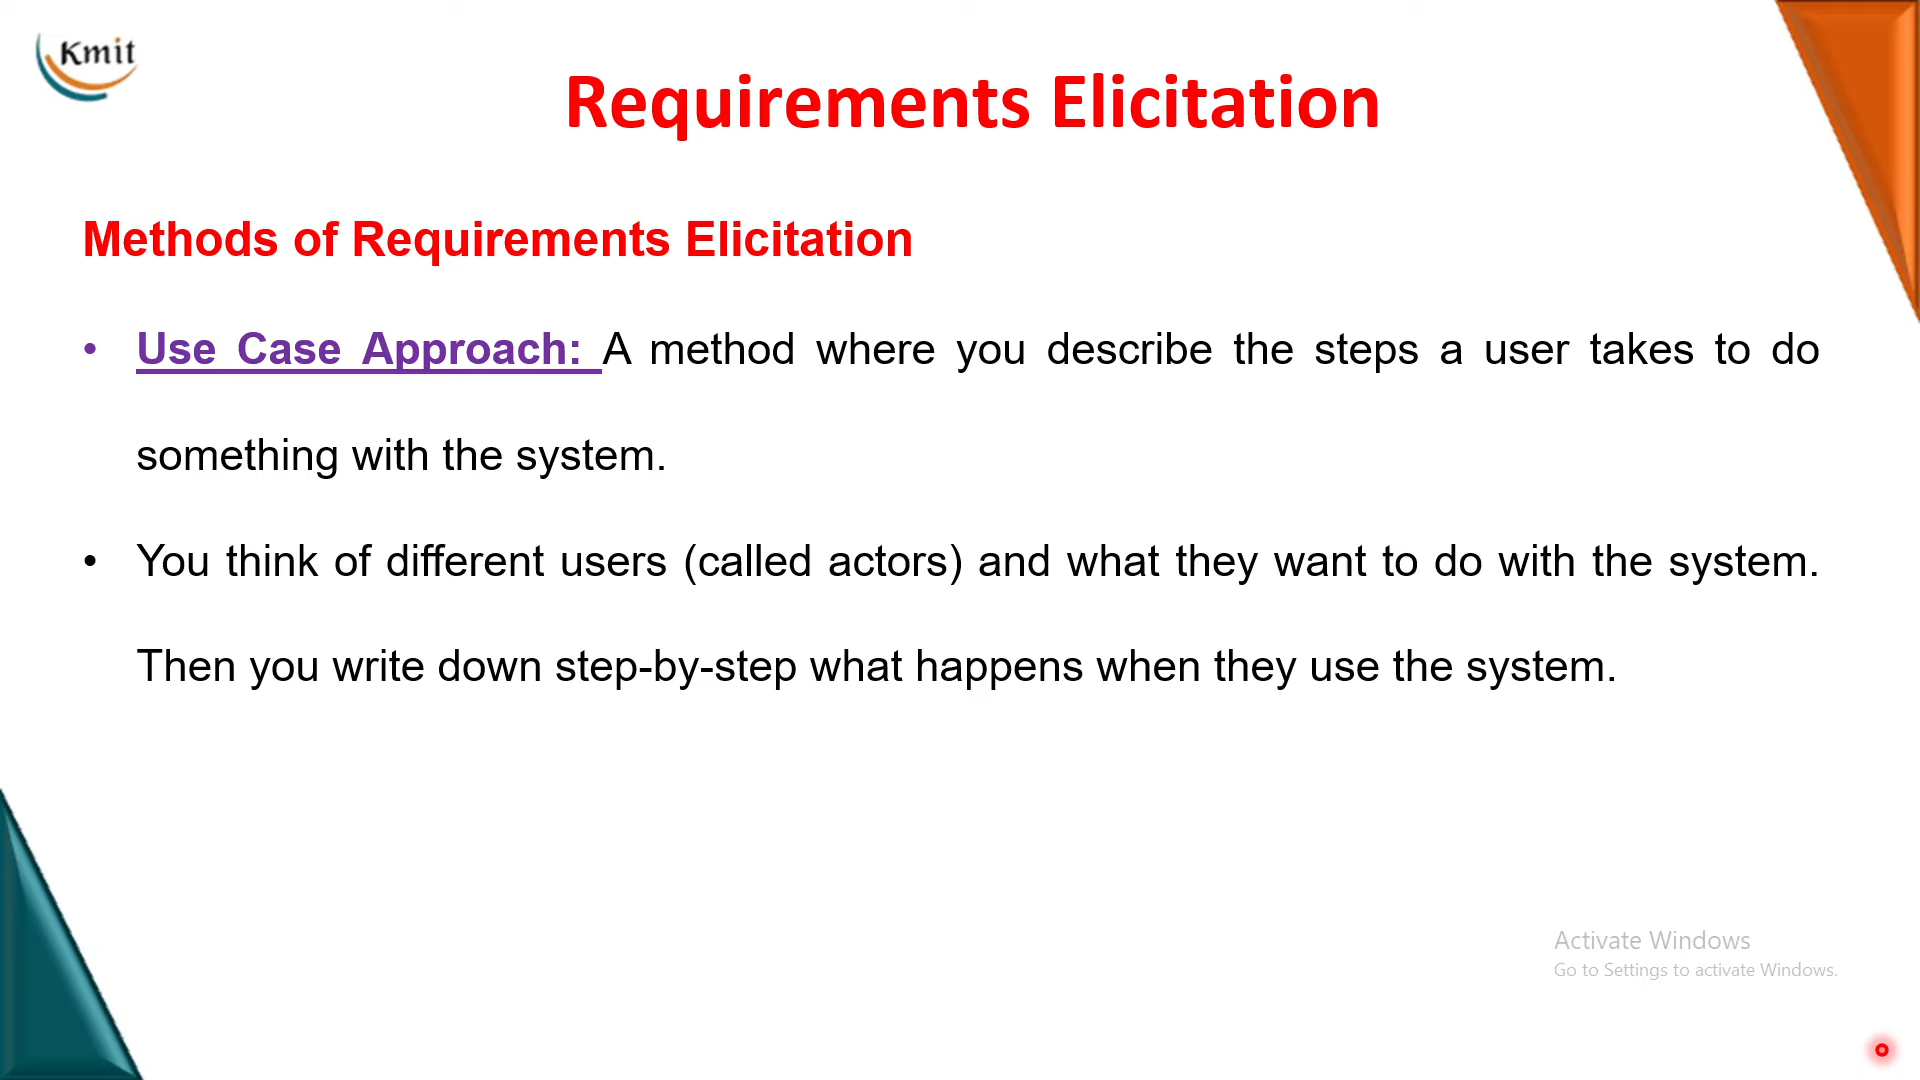 Kmit
Requirements Elicitation
Methods of Requirements Elicitation
• Use Case Approach: A method where you describe the steps a user takes to do
something with the system.
• You think of different users (called actors) and what they want to do with the system.
Then you write down step-by-step what happens when they use the system.
Activate Windows
Go to Settings to activate Windows.